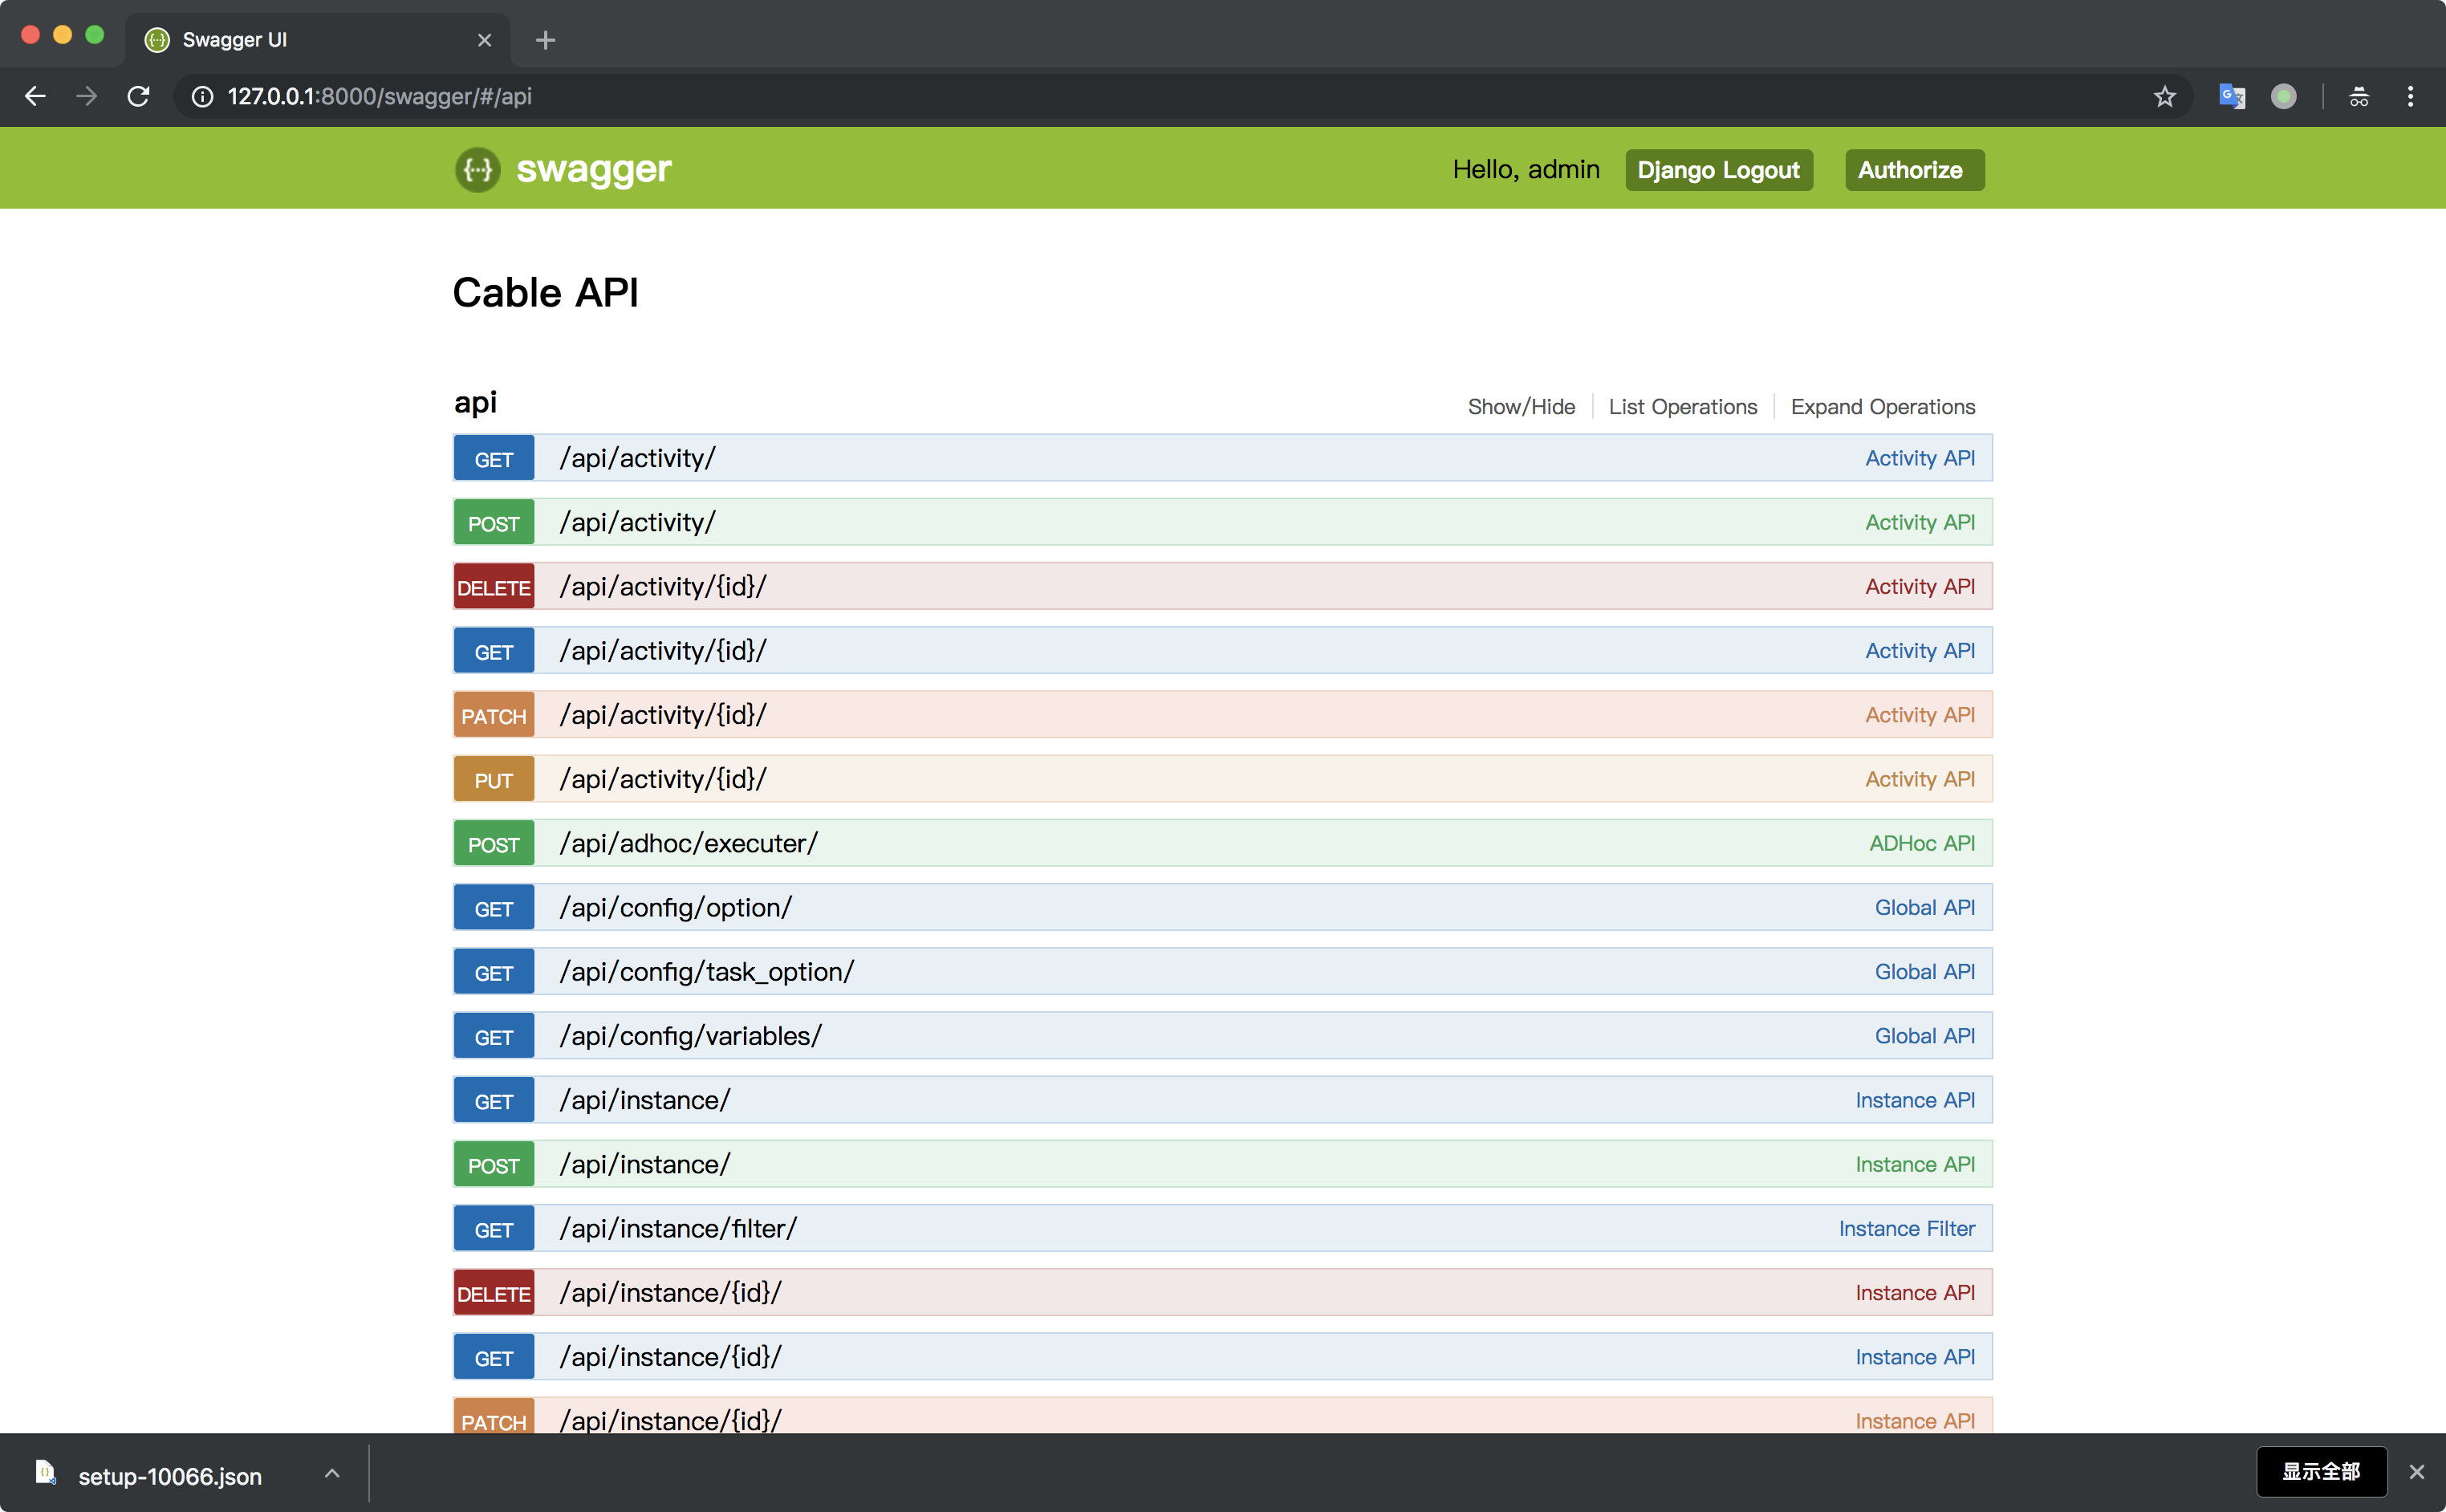 Swagger UI
127.0.0.1:8000/swagger/#/api
swagger
Hello, admin
Django Logout
Authorize
Cable API
api
Show/Hide
List Operations
Expand Operations
GET /api/activity/ Activity API
POST /api/activity/ Activity API
DELETE /api/activity/{id}/ Activity API
GET /api/activity/{id}/ Activity API
PATCH /api/activity/{id}/ Activity API
PUT /api/activity/{id}/ Activity API
POST /api/adhoc/executer/ ADHoc API
GET /api/config/option/ Global API
GET /api/config/task_option/ Global API
GET /api/config/variables/ Global API
GET /api/instance/ Instance API
POST /api/instance/ Instance API
GET /api/instance/filter/ Instance Filter
DELETE /api/instance/{id}/ Instance API
GET /api/instance/{id}/ Instance API
PATCH /api/instance/{id}/ Instance API
setup-10066.json
显示全部